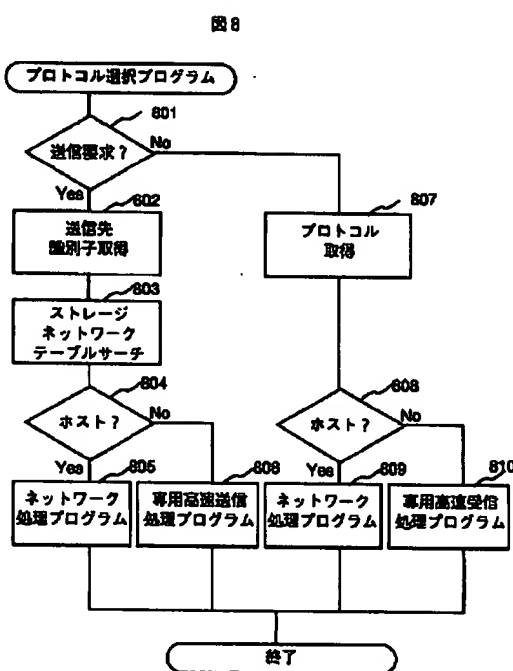 図8
プロトコル選択プログラム
801
送信要求?
No
Yes
802
送信先
識別子取得
803
ストレージ
ネットワーク
テーブルサーチ
804
ホスト?
No
Yes
805
ネットワーク
処理プログラム
806
専用高速送信
処理プログラム
807
プロトコル
取得
808
ホスト?
No
Yes
809
ネットワーク
処理プログラム
810
専用高速受信
処理プログラム
終了